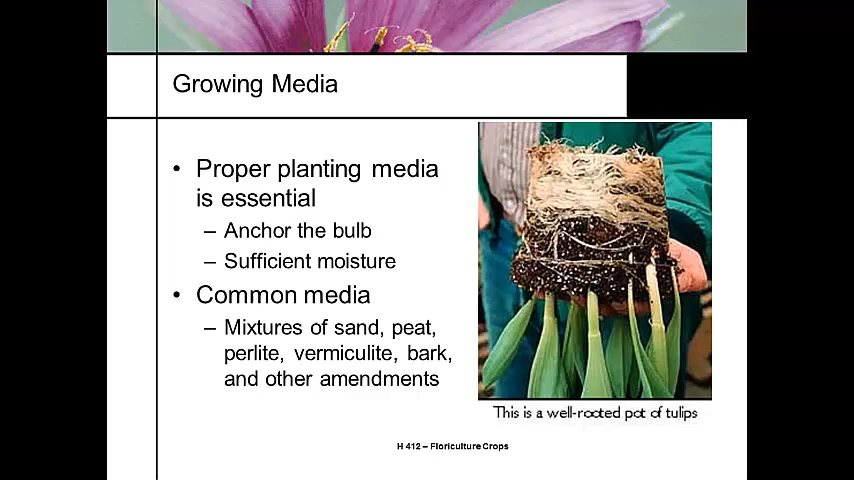 Growing Media
• Proper planting media
is essential
– Anchor the bulb
– Sufficient moisture
• Common media
– Mixtures of sand, peat,
perlite, vermiculite, bark,
and other amendments
This is a well-rooted pot of tulips
H 412 – Floriculture Crops